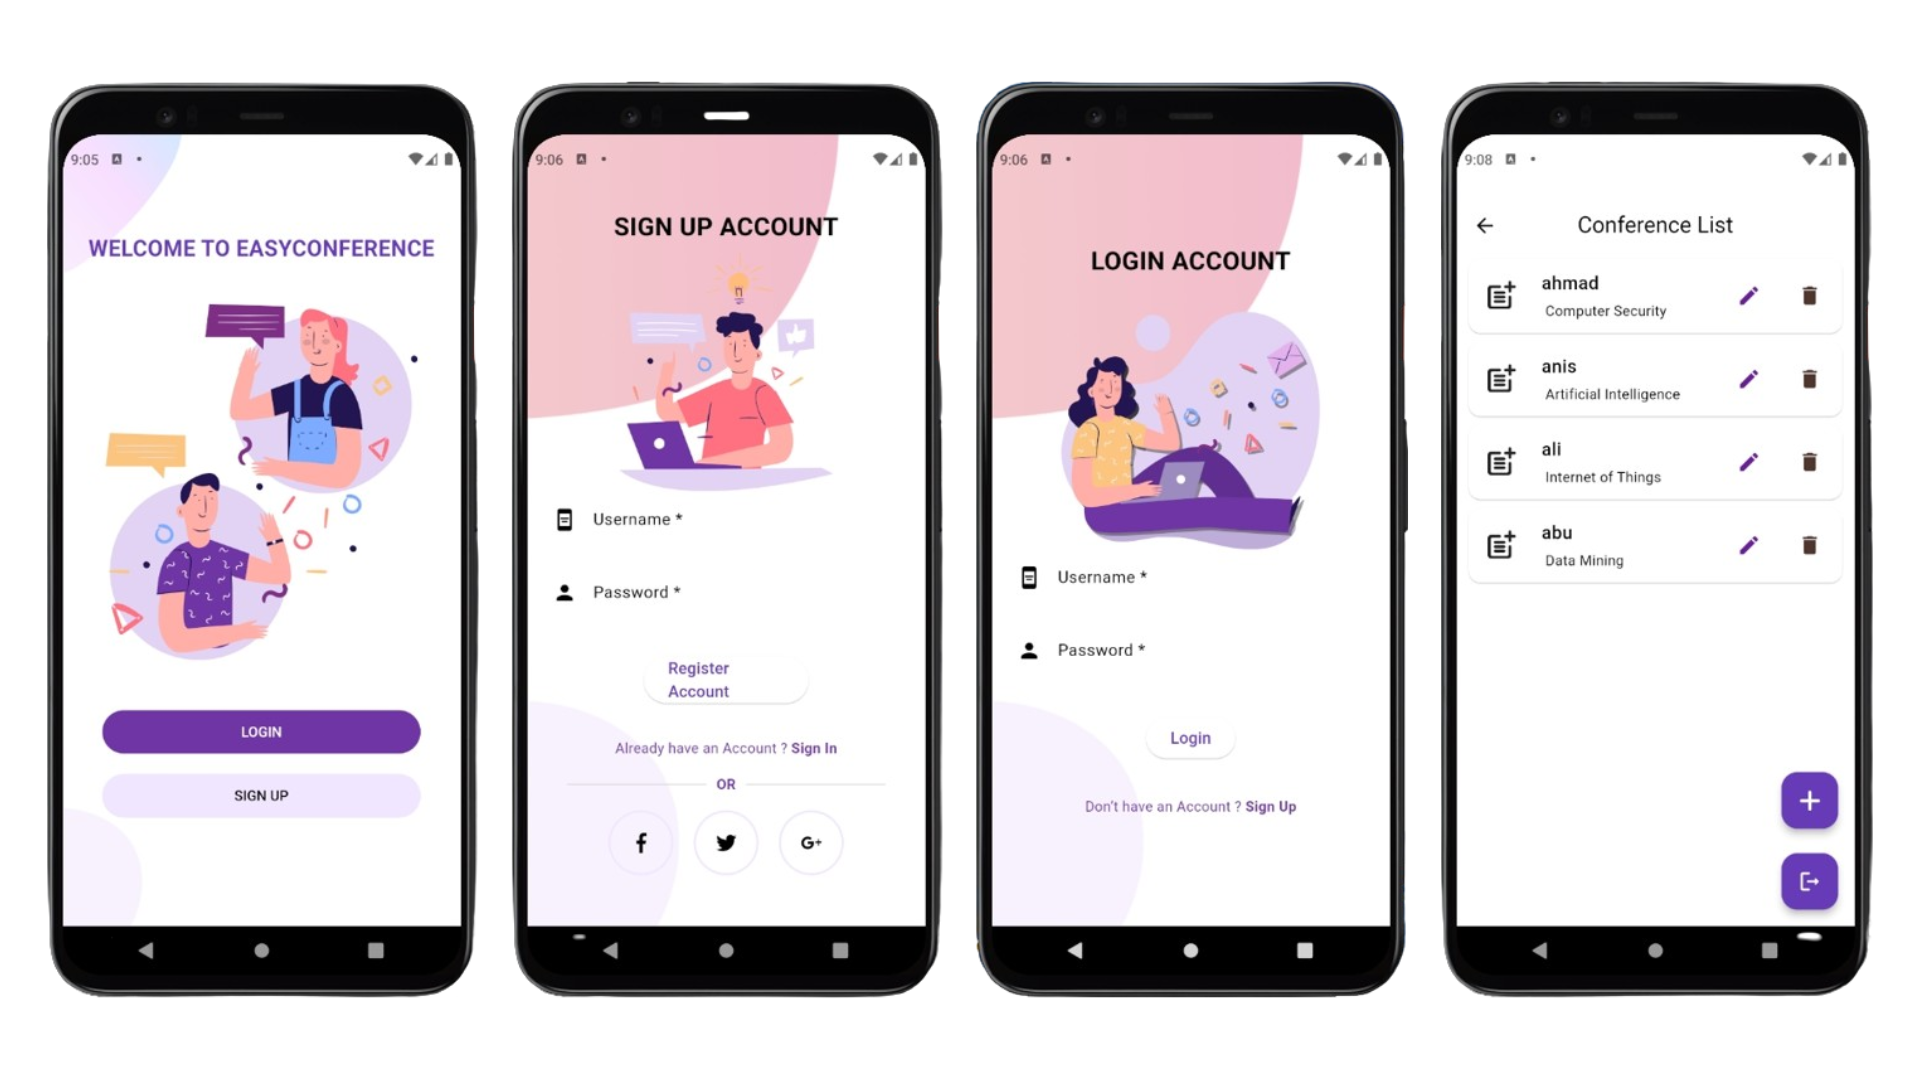 9:05
WELCOME TO EASYCONFERENCE
LOGIN
SIGN UP
9:06
SIGN UP ACCOUNT
Username *
Password *
Register
Account
Already have an Account ? Sign In
OR
f
G+
9:06
LOGIN ACCOUNT
Username *
Password *
Login
Don't have an Account ? Sign Up
9:08
Conference List
ahmad
Computer Security
anis
Artificial Intelligence
ali
Internet of Things
abu
Data Mining